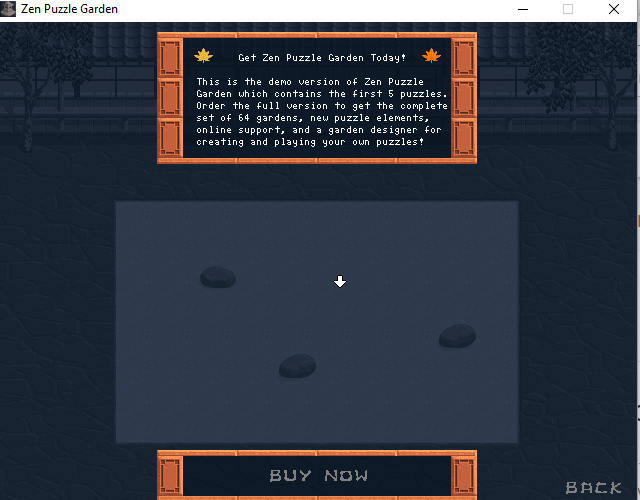 Zen Puzzle Garden
Get Zen Puzzle Garden Today!
This is the demo version of Zen Puzzle
Garden which contains the first 5 puzzles.
Order the full version to get the complete
set of 64 gardens, new puzzle elements,
online support, and a garden designer for
creating and playing your own puzzles!
BUY NOW
BACK